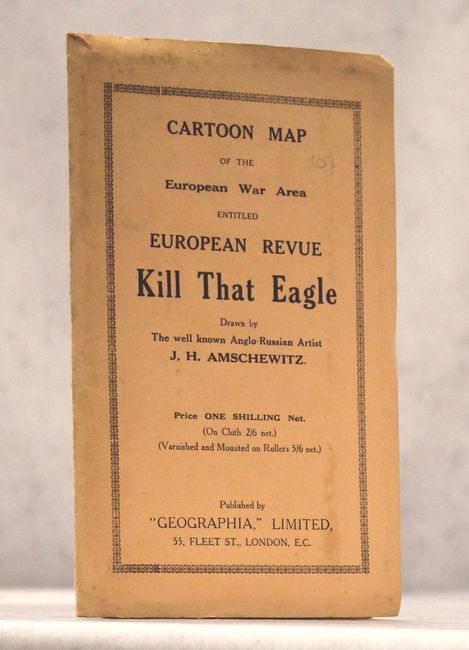 CARTOON MAP
107
OF THE
European War Area
ENTITLED
EUROPEAN REVUE
Kill That Eagle
Drawn by
The well known Anglo-Russian Artist
J. H. AMSCHEWITZ.
Price ONE SHILLING Net.
(On Cloth 2/6 net.)
(Varnished and Mounted on Rollers 5/6 net.)
Published by
"GEOGRAPHIA," LIMITED,
55, FLEET ST., LONDON, E.C.